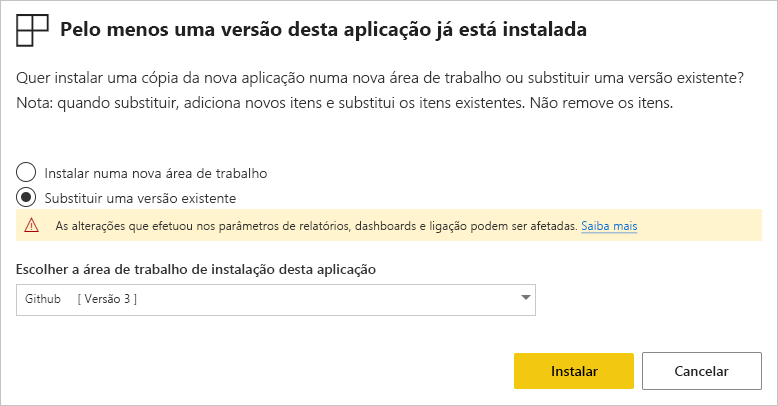 Pelo menos uma versão desta aplicação já está instalada
Quer instalar uma cópia da nova aplicação numa nova área de trabalho ou substituir uma versão existente?
Nota: quando substituir, adiciona novos itens e substitui os itens existentes. Não remove os itens.
Instalar numa nova área de trabalho
Substituir uma versão existente
As alterações que efetuou nos parâmetros de relatórios, dashboards e ligação podem ser afetadas. Saiba mais
Escolher a área de trabalho de instalação desta aplicação
Github [ Versão 3 ]
Instalar Cancelar